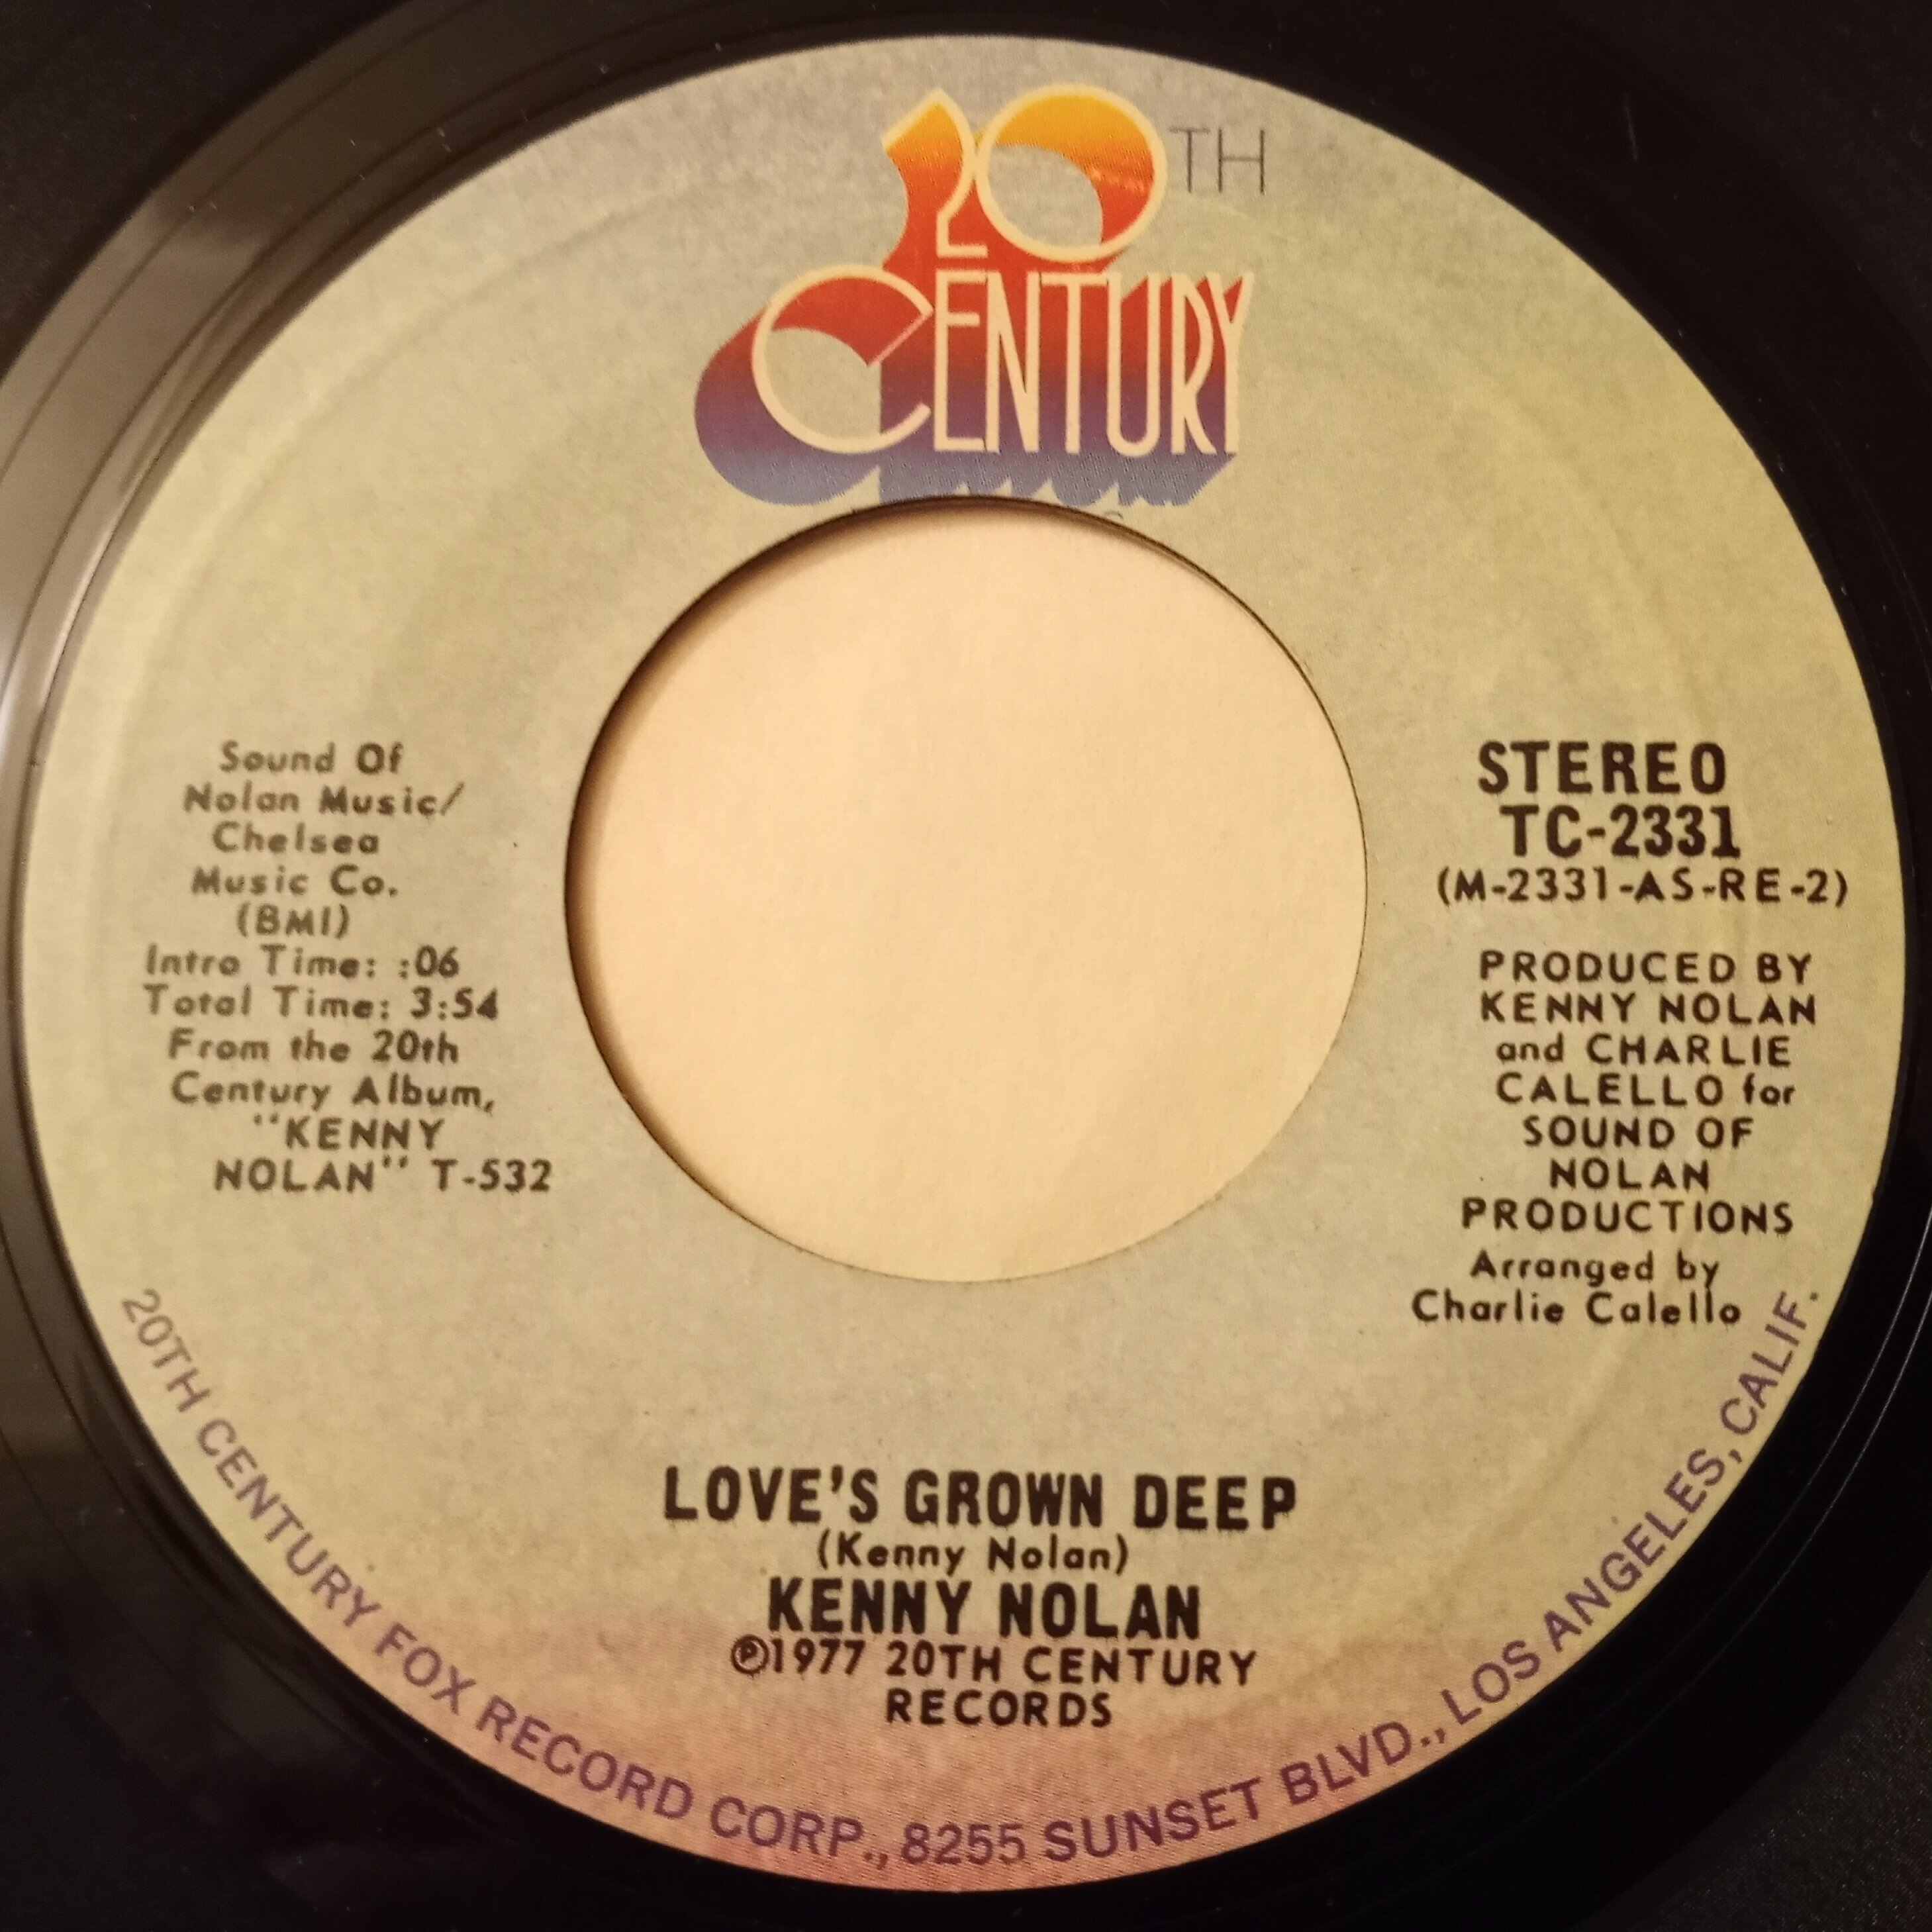 20TH
CENTURY
Sound Of
Nolan Music/
Chelsea
Music Co.
(BMI)
Intro Time: :06
Total Time: 3:54
From the 20th
Century Album,
"KENNY
NOLAN" T-532
STEREO
TC-2331
(M-2331-AS-RE-2)
PRODUCED BY
KENNY NOLAN
and CHARLIE
CALELLO for
SOUND OF
NOLAN
PRODUCTIONS
Arranged by
Charlie Calello
LOVE'S GROWN DEEP
(Kenny Nolan)
KENNY NOLAN
℗1977 20TH CENTURY
RECORDS
20TH CENTURY FOX RECORD CORP., 8255 SUNSET BLVD., LOS ANGELES, CALIF.